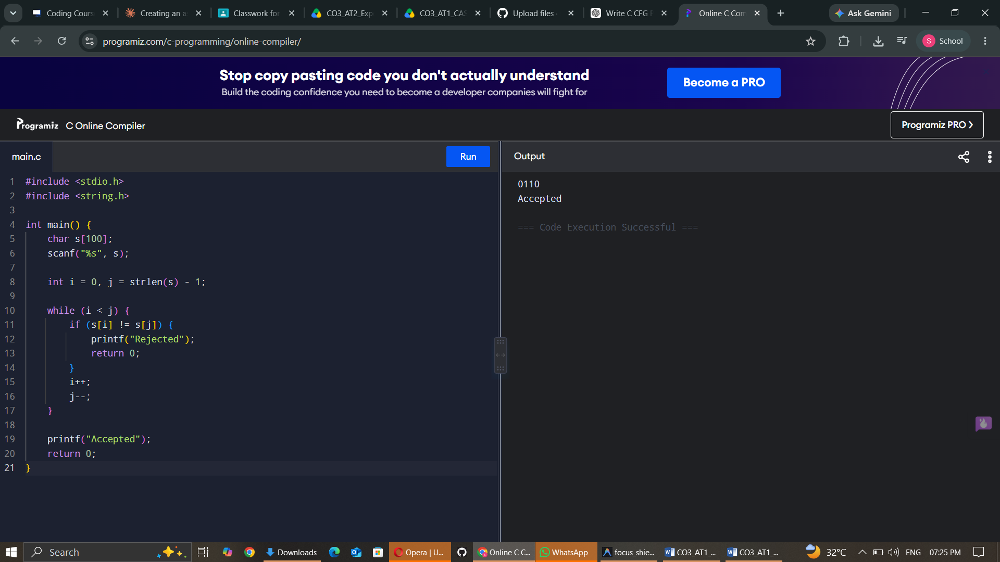 Coding Cours
Creating an a
Classwork for
CO3_AT2_Exp
CO3_AT1_CAS
Upload files ·
Write C CFG P
Online C Com
Ask Gemini
programiz.com/c-programming/online-compiler/
S School
Stop copy pasting code you don't actually understand
Build the coding confidence you need to become a developer companies will fight for
Become a PRO
Programiz C Online Compiler
Programiz PRO
main.c
Run
Output
1 #include <stdio.h>
2 #include <string.h>
3
4 int main() {
5 char s[100];
6 scanf("%s", s);
7
8 int i = 0, j = strlen(s) - 1;
9
10 while (i < j) {
11 if (s[i] != s[j]) {
12 printf("Rejected");
13 return 0;
14 }
15 i++;
16 j--;
17 }
18
19 printf("Accepted");
20 return 0;
21 }
0110
Accepted
=== Code Execution Successful ===
Search
Downloads
Opera | U...
Online C C...
WhatsApp
focus_shie...
CO3_AT1_...
CO3_AT1_...
32°C
ENG
07:25 PM